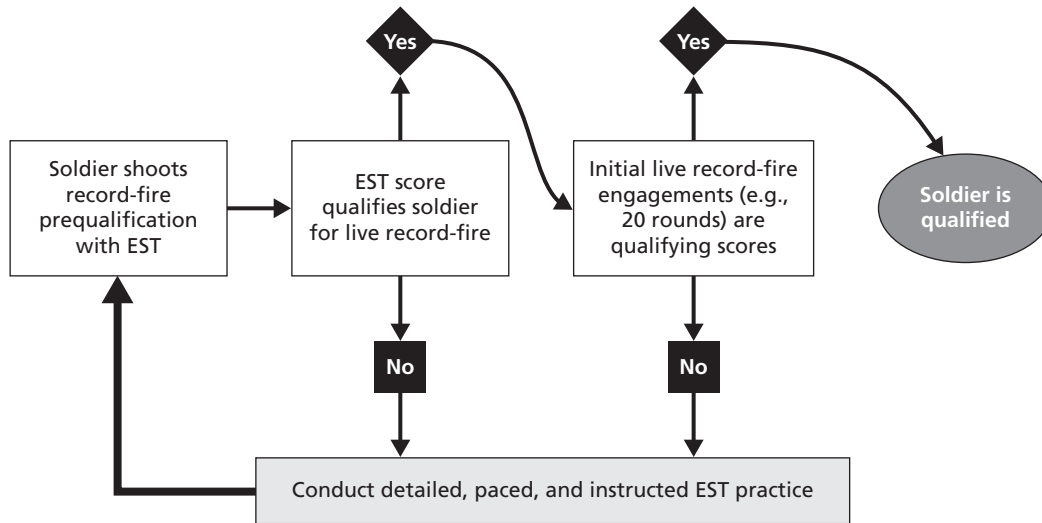 Yes
Yes
Soldier shoots
record-fire
prequalification
with EST
EST score
qualifies soldier
for live record-fire
Initial live record-fire
engagements (e.g.,
20 rounds) are
qualifying scores
Soldier is
qualified
No
No
Conduct detailed, paced, and instructed EST practice